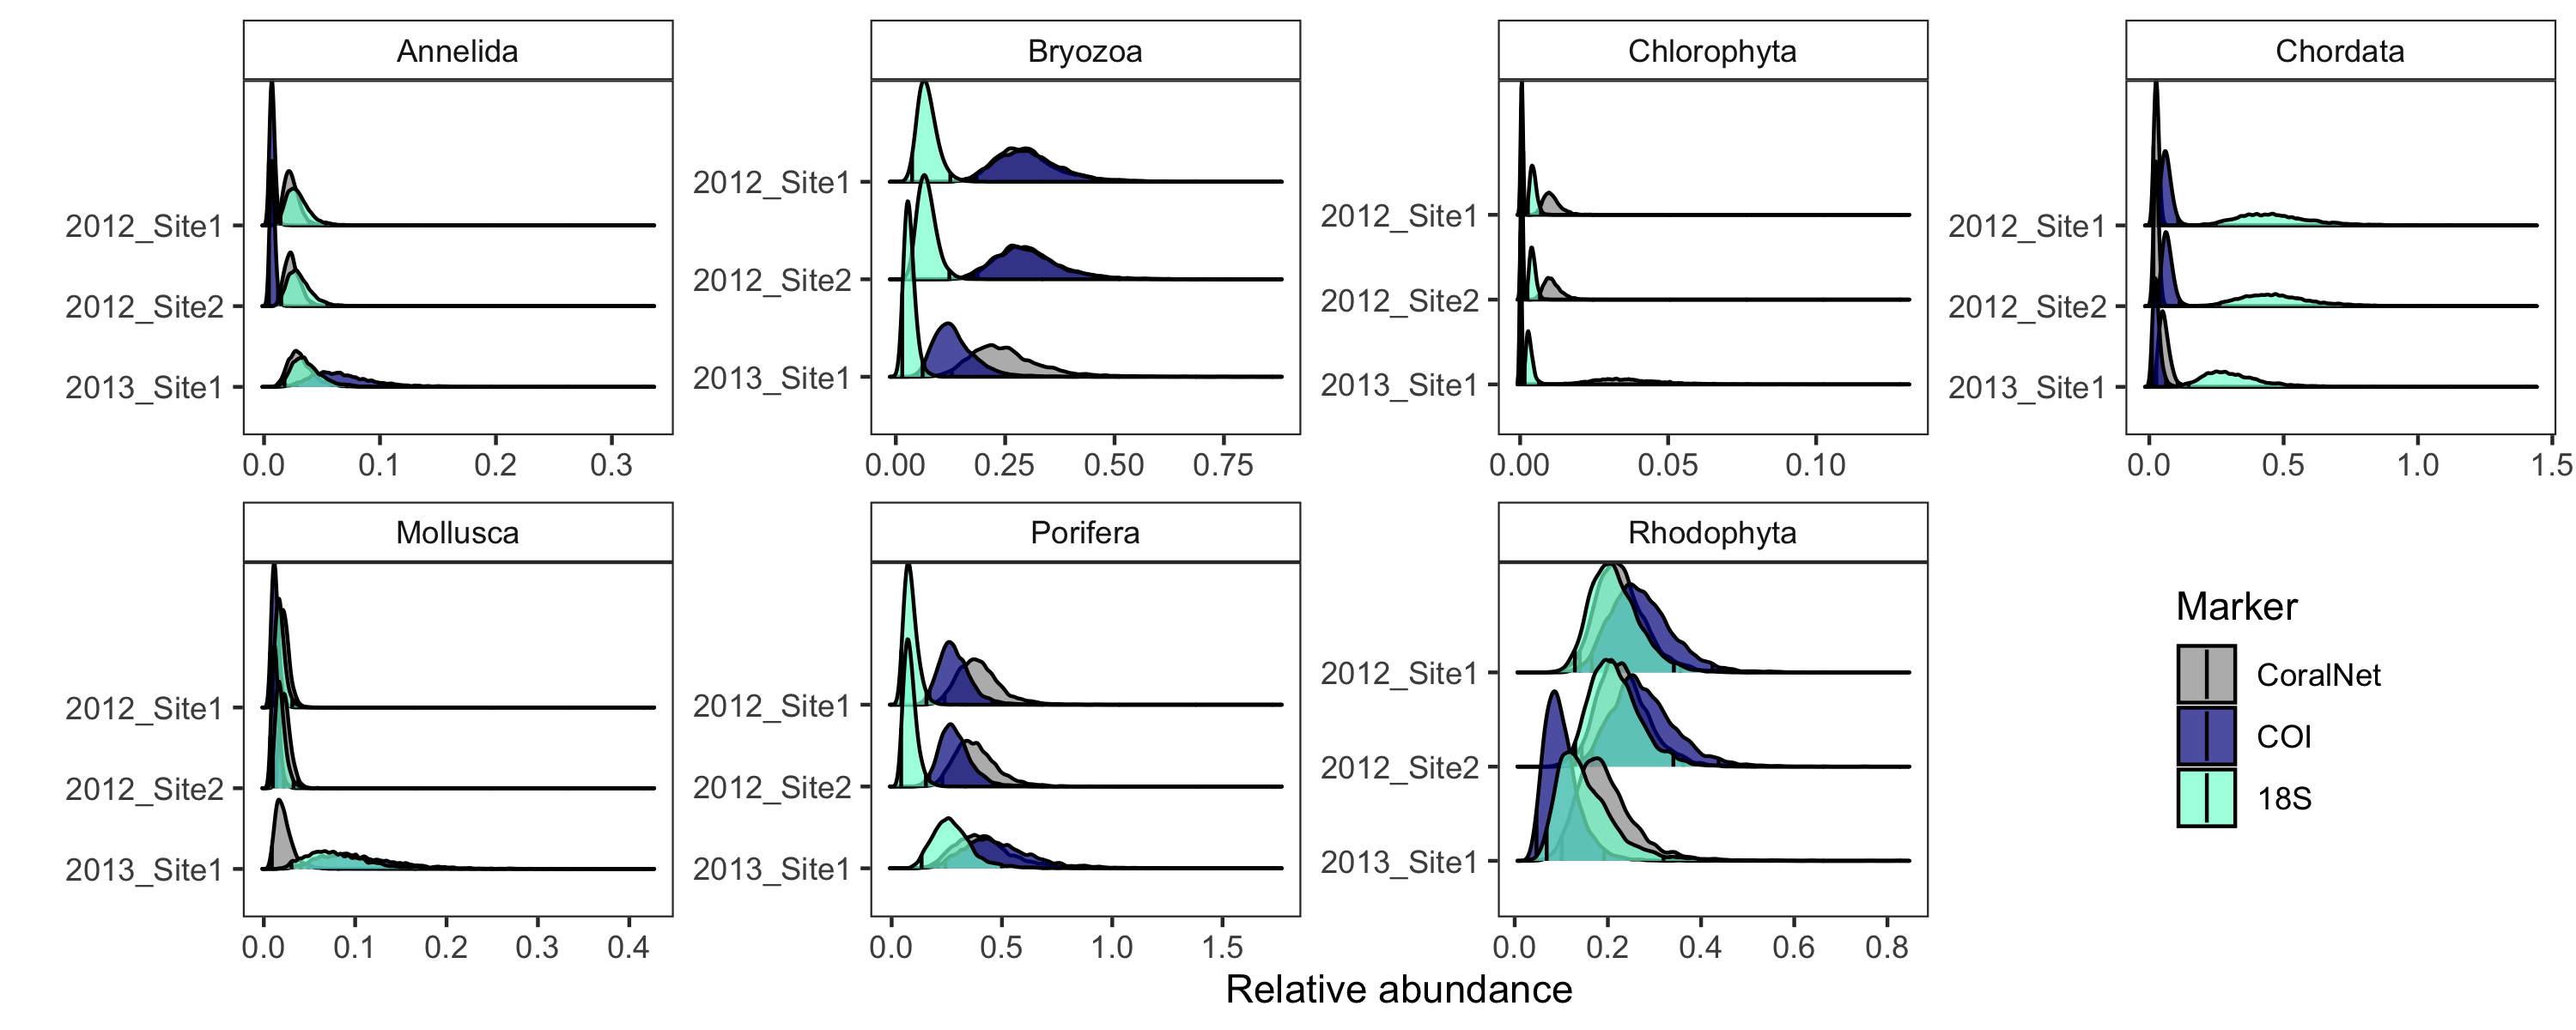 Annelida
Bryozoa
Chlorophyta
Chordata
2012_Site1
2012_Site2
2013_Site1
0.0 0.1 0.2 0.3
2012_Site1
2012_Site2
2013_Site1
0.00 0.25 0.50 0.75
2012_Site1
2012_Site2
2013_Site1
0.00 0.05 0.10
2012_Site1
2012_Site2
2013_Site1
0.0 0.5 1.0 1.5
Mollusca
Porifera
Rhodophyta
2012_Site1
2012_Site2
2013_Site1
0.0 0.1 0.2 0.3 0.4
2012_Site1
2012_Site2
2013_Site1
0.0 0.5 1.0 1.5
2012_Site1
2012_Site2
2013_Site1
0.0 0.2 0.4 0.6 0.8
Marker
CoralNet
COI
18S
Relative abundance